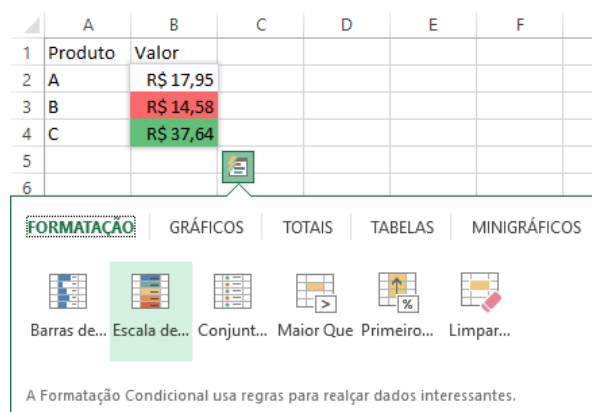 A B C D E F
1 Produto Valor
2 A R$ 17,95
3 B R$ 14,58
4 C R$ 37,64
5
6
FORMATAÇÃO GRÁFICOS TOTAIS TABELAS MINIGRÁFICOS
Barras de... Escala de... Conjunt... Maior Que Primeiro... Limpar...
A Formatação Condicional usa regras para realçar dados interessantes.